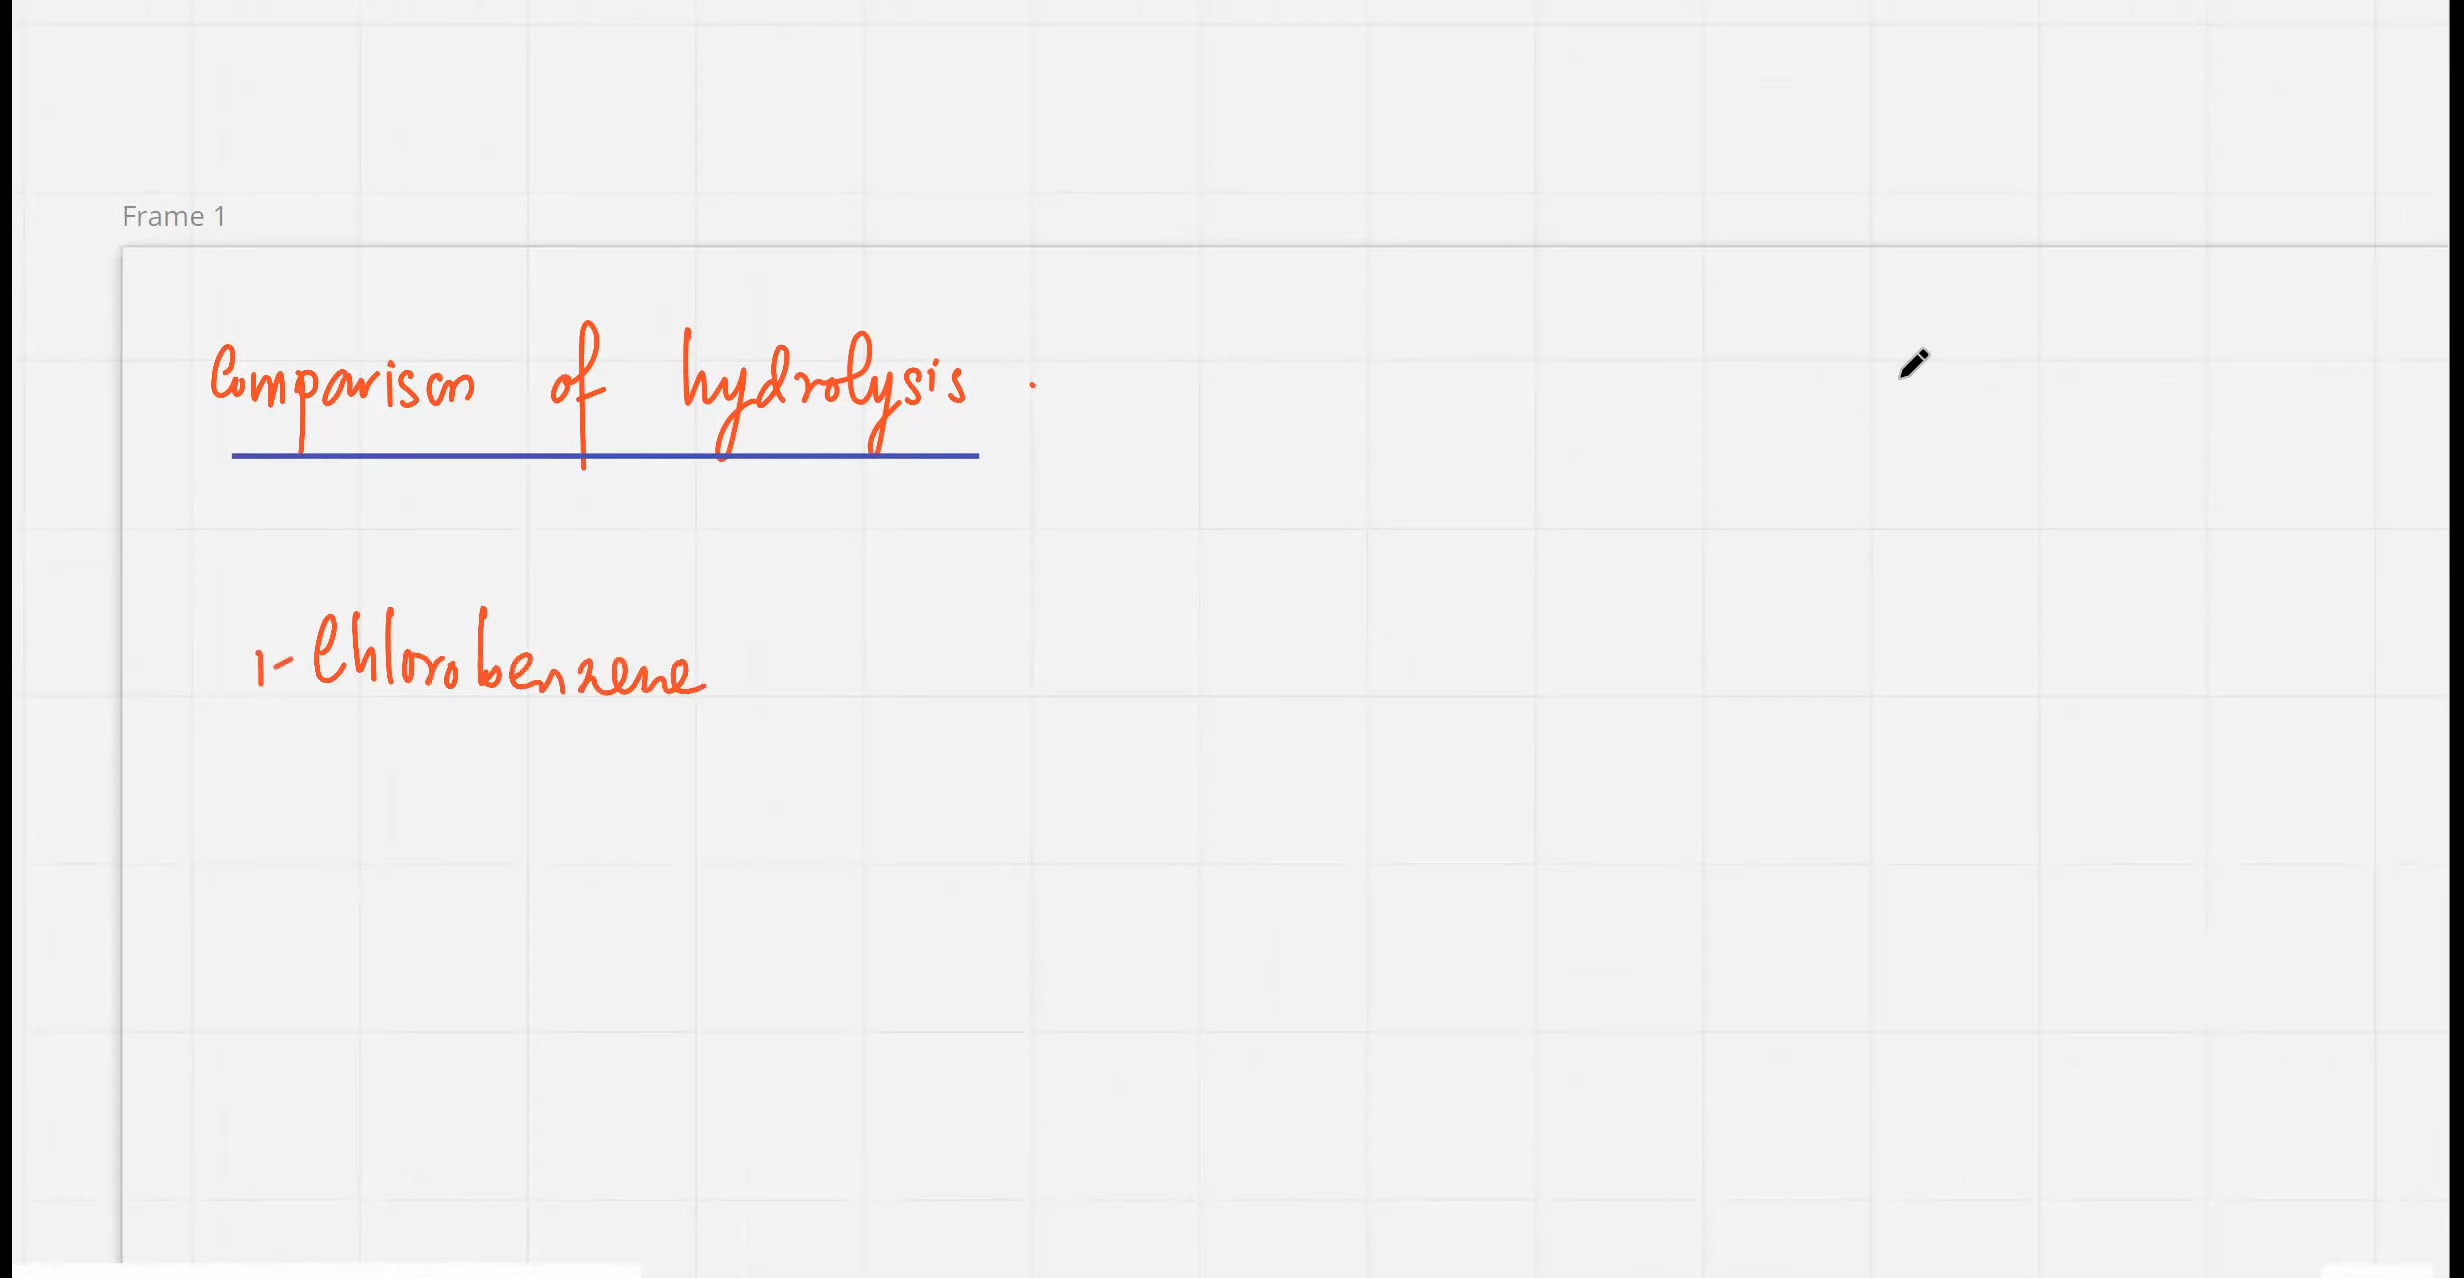 Frame 1
Comparison of hydrolysis .
1-Chlorobenzene